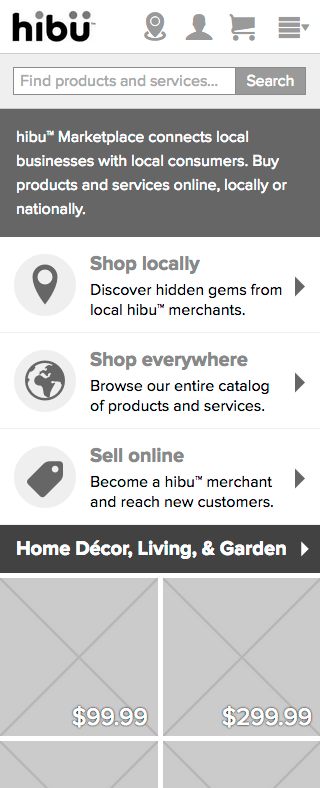 hibü™
Find products and services...
Search
hibu™ Marketplace connects local
businesses with local consumers. Buy
products and services online, locally or
nationally.
Shop locally
Discover hidden gems from
local hibu™ merchants.
Shop everywhere
Browse our entire catalog
of products and services.
Sell online
Become a hibu™ merchant
and reach new customers.
Home Décor, Living, & Garden
$99.99
$299.99